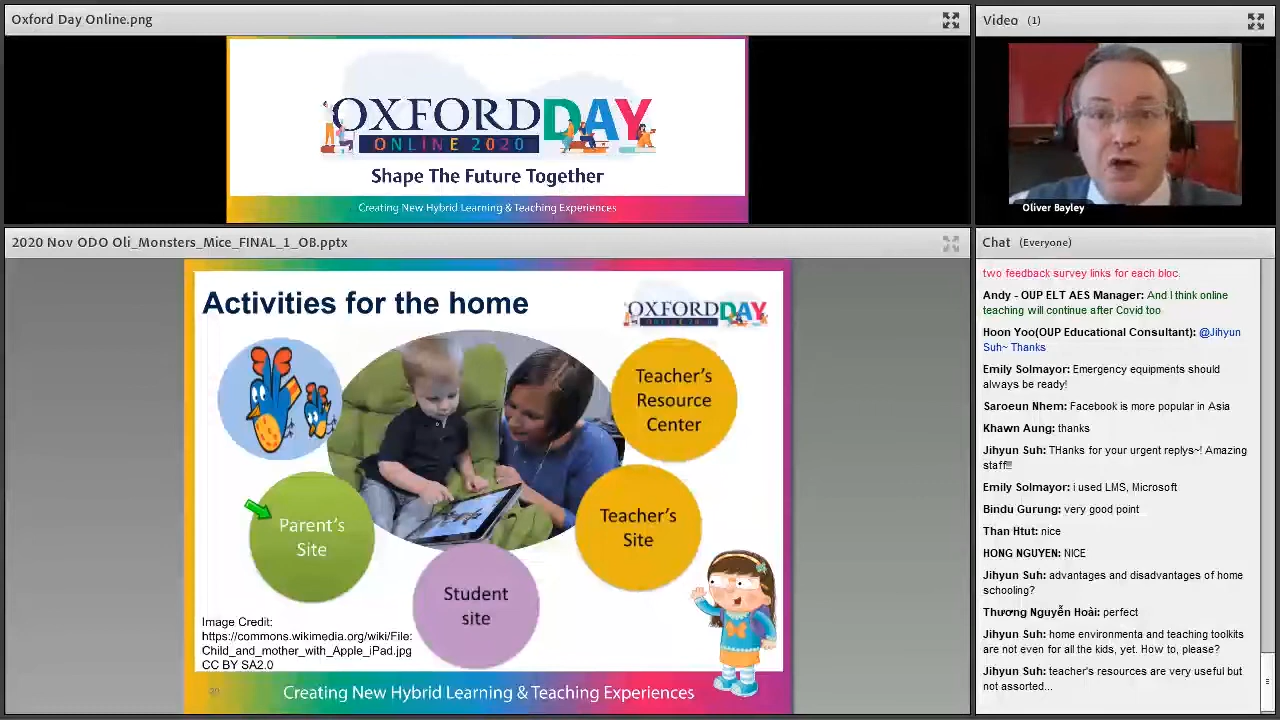 Oxford Day Online.png
OXFORD DAY
ONLINE 2020
Shape The Future Together
Creating New Hybrid Learning & Teaching Experiences
Video (1)
Oliver Bayley
2020 Nov ODO Oli_Monsters_Mice_FINAL_1_OB.pptx
Activities for the home
OXFORD DAY
ONLINE 2020
Teacher's
Resource
Center
Parent's
Site
Teacher's
Site
Student
site
Image Credit:
https://commons.wikimedia.org/wiki/File:
Child_and_mother_with_Apple_iPad.jpg
CC BY SA2.0
Creating New Hybrid Learning & Teaching Experiences
Chat (Everyone)
two feedback survey links for each bloc.
Andy - OUP ELT AES Manager: And I think online
teaching will continue after Covid too
Hoon Yoo(OUP Educational Consultant): @Jihyun
Suh~ Thanks
Emily Solmayor: Emergency equipments should
always be ready!
Saroeun Nhem: Facebook is more popular in Asia
Khawn Aung: thanks
Jihyun Suh: THanks for your urgent replys~! Amazing
staff!!!
Emily Solmayor: i used LMS, Microsoft
Bindu Gurung: very good point
Than Htut: nice
HONG NGUYEN: NICE
Jihyun Suh: advantages and disadvantages of home
schooling?
Thương Nguyễn Hoài: perfect
Jihyun Suh: home environmenta and teaching toolkits
are not even for all the kids, yet. How to, please?
Jihyun Suh: teacher's resources are very useful but
not assorted...